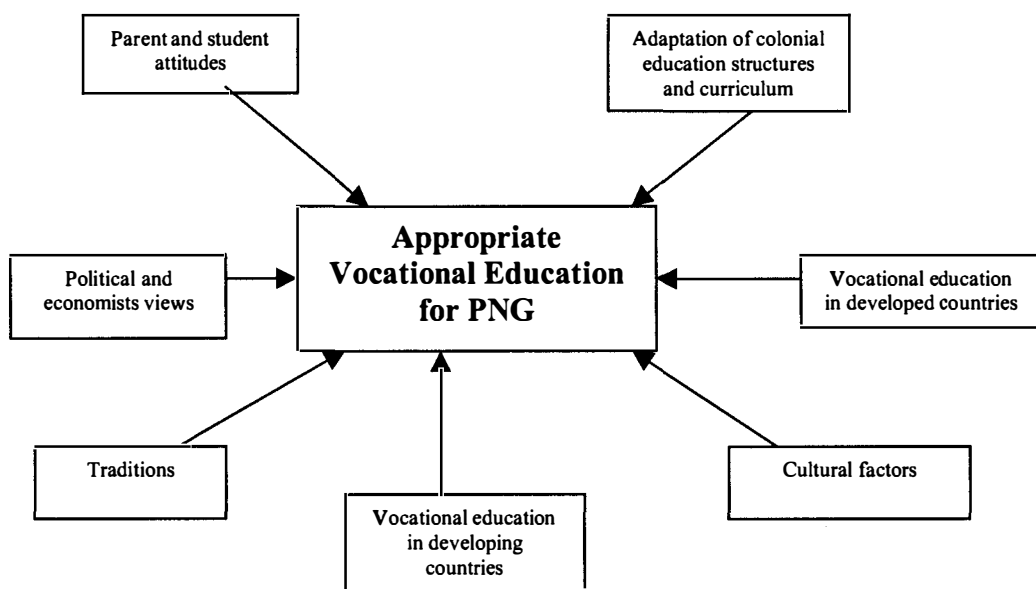 Parent and student
attitudes
Adaptation of colonial
education structures
and curriculum
Appropriate
Vocational Education
for PNG
Political and
economists views
Vocational education
in developed countries
Traditions
Vocational education
in developing
countries
Cultural factors